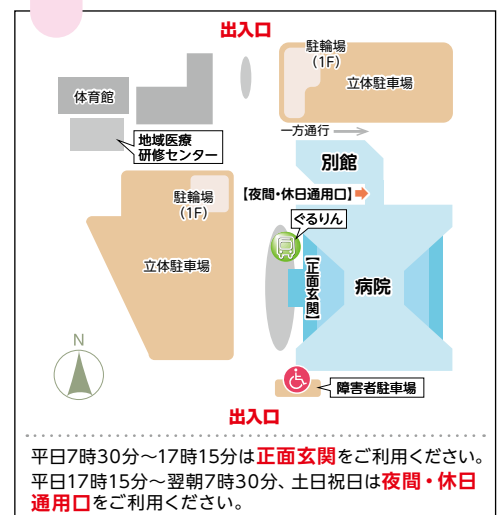 出入口
駐輪場
（1F）
立体駐車場
体育館
一方通行
地域医療
研修センター
別館
【夜間・休日通用口】
駐輪場
（1F）
ぐるりん
立体駐車場
【正面玄関】
病院
N
障害者駐車場
出入口
平日7時30分～17時15分は正面玄関をご利用ください。
平日17時15分～翌朝7時30分、土日祝日は夜間・休日
通用口をご利用ください。